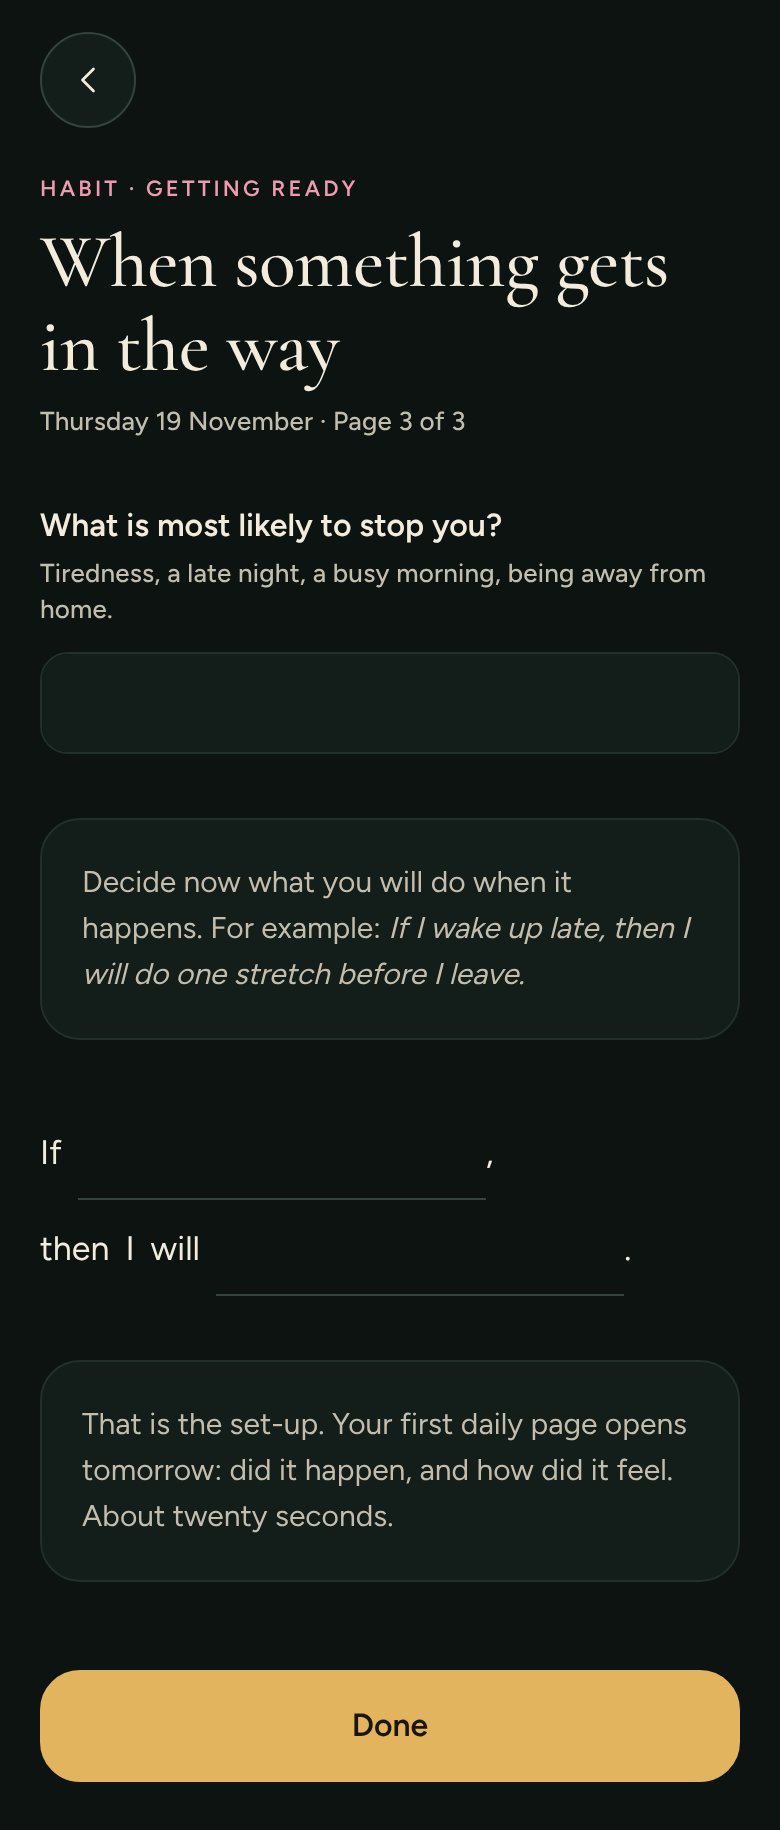 HABIT · GETTING READY
When something gets
in the way
Thursday 19 November · Page 3 of 3
What is most likely to stop you?
Tiredness, a late night, a busy morning, being away from
home.
Decide now what you will do when it
happens. For example: If I wake up late, then I
will do one stretch before I leave.
If ,
then I will .
That is the set-up. Your first daily page opens
tomorrow: did it happen, and how did it feel.
About twenty seconds.
Done